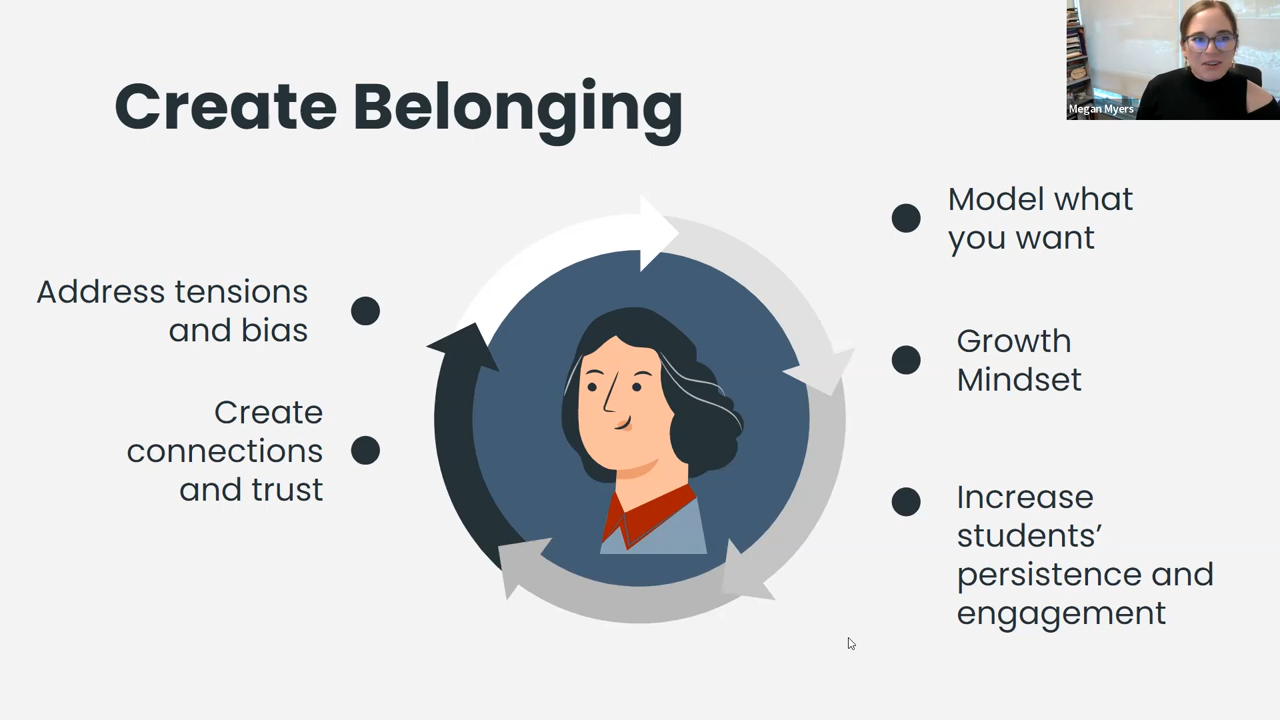 Create Belonging
Megan Myers
Model what
you want
Address tensions
and bias
Growth
Mindset
Create
connections
and trust
Increase
students’
persistence and
engagement